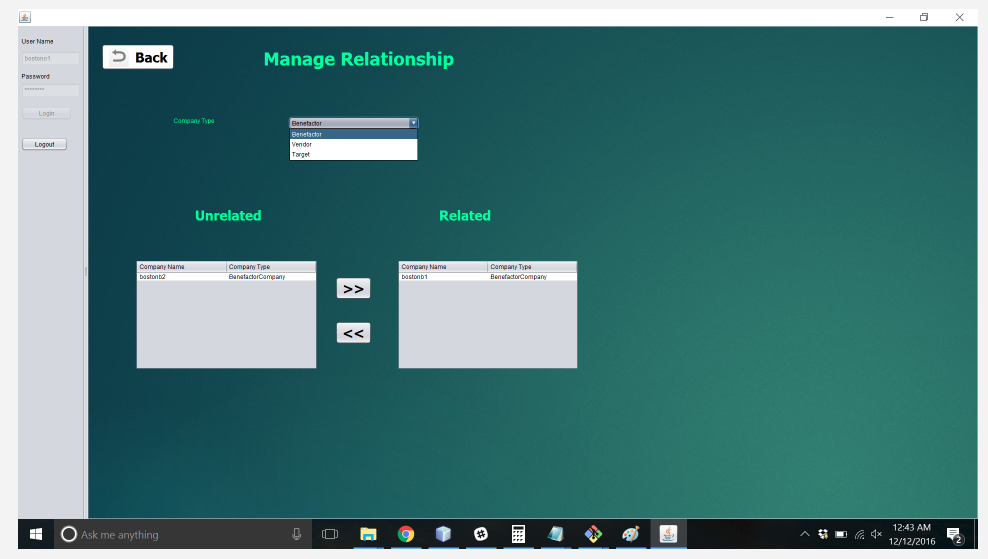 User Name
bostono1
Password
********
Login
Logout
Back
Manage Relationship
Company Type
Benefactor
Benefactor
Vendor
Target
Unrelated
Related
Company Name Company Type
bostonb2 BenefactorCompany
>>
<<
Company Name Company Type
bostonb1 BenefactorCompany
Ask me anything
12:43 AM
12/12/2016
2